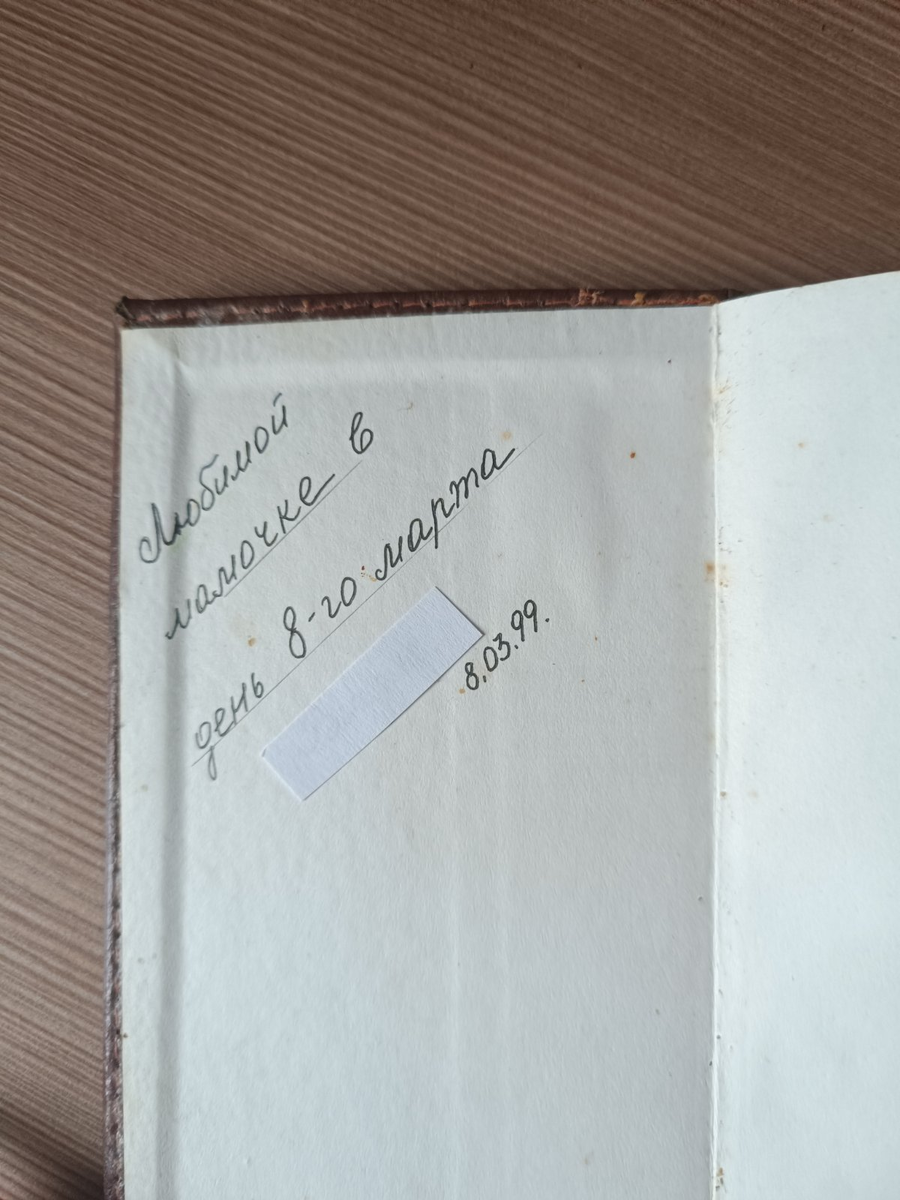 Любимой
мамочке в
день 8-го марта
8.03.99.